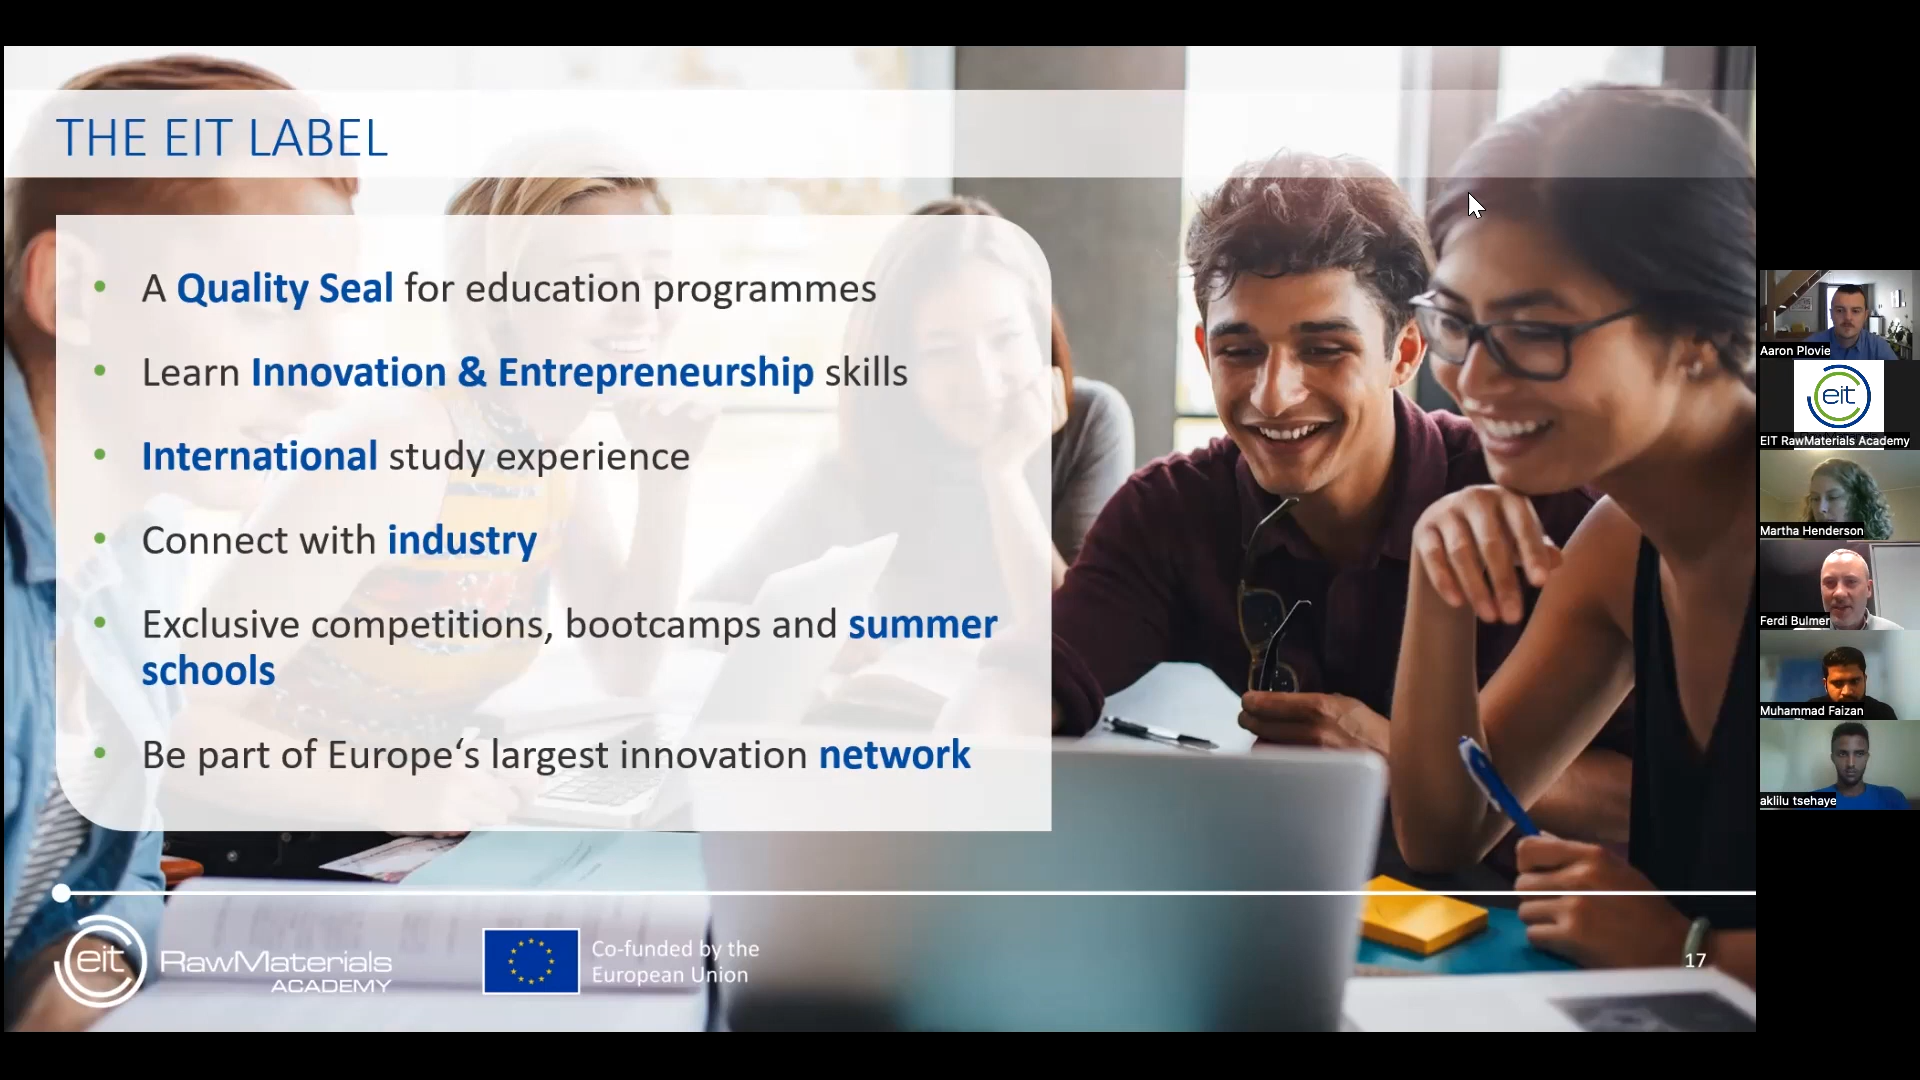 THE EIT LABEL
• A Quality Seal for education programmes
• Learn Innovation & Entrepreneurship skills
• International study experience
• Connect with industry
• Exclusive competitions, bootcamps and summer
schools
• Be part of Europe‘s largest innovation network
eit RawMaterials
ACADEMY
Co-funded by the
European Union
17
Aaron Plovie
eit
EIT RawMaterials Academy
Martha Henderson
Ferdi Bulmer
Muhammad Faizan
aklilu tsehaye